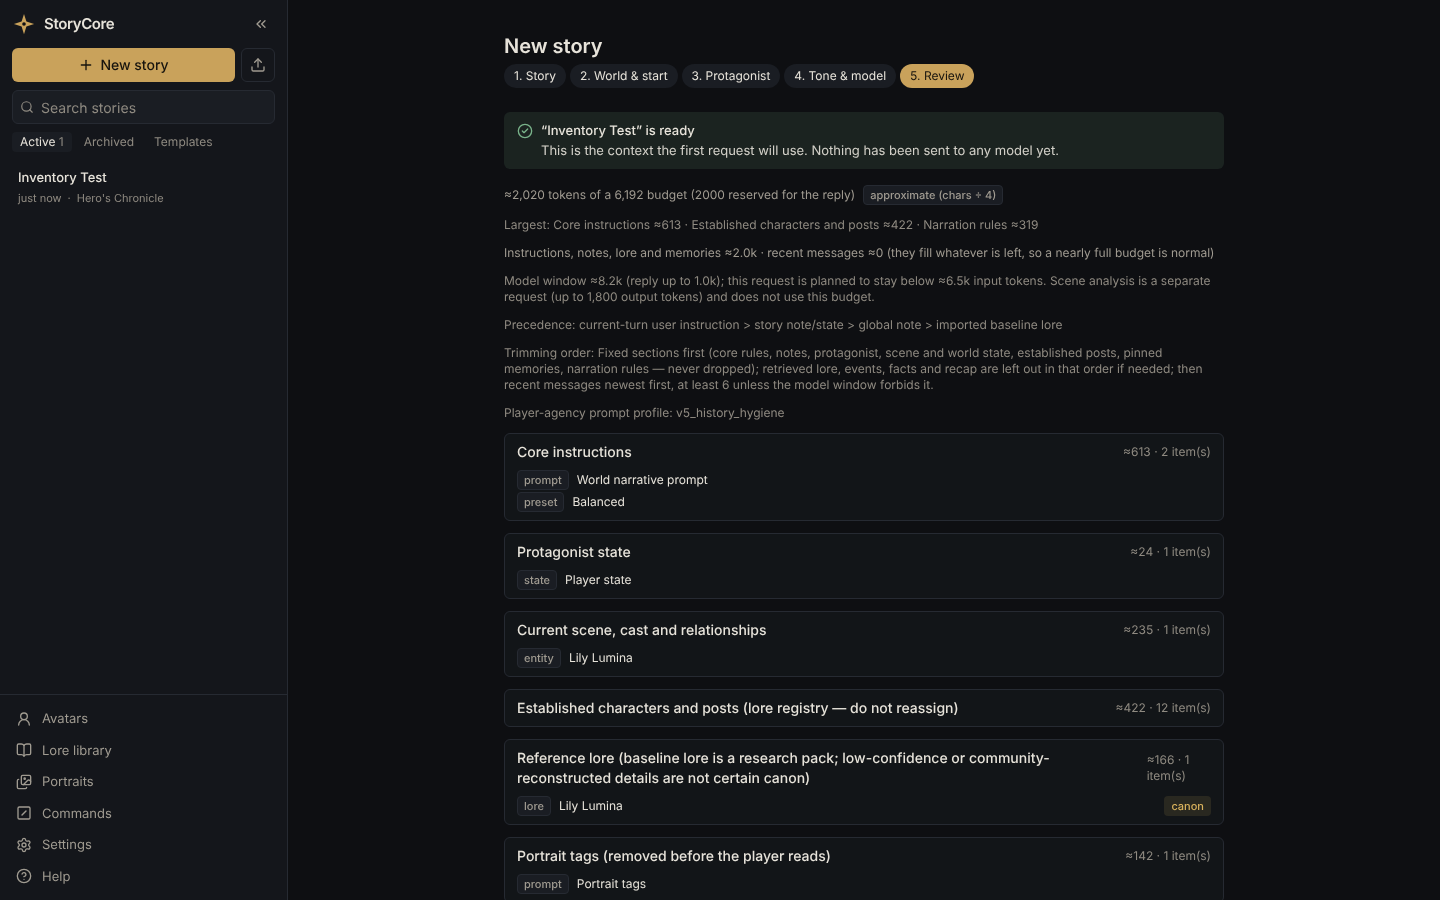 StoryCore
New story
Search stories
Active 1 Archived Templates
Inventory Test
just now · Hero's Chronicle
Avatars
Lore library
Portraits
Commands
Settings
Help
New story
1. Story 2. World & start 3. Protagonist 4. Tone & model 5. Review
“Inventory Test” is ready
This is the context the first request will use. Nothing has been sent to any model yet.
≈2,020 tokens of a 6,192 budget (2000 reserved for the reply) approximate (chars ÷ 4)
Largest: Core instructions ≈613 · Established characters and posts ≈422 · Narration rules ≈319
Instructions, notes, lore and memories ≈2.0k · recent messages ≈0 (they fill whatever is left, so a nearly full budget is normal)
Model window ≈8.2k (reply up to 1.0k); this request is planned to stay below ≈6.5k input tokens. Scene analysis is a separate
request (up to 1,800 output tokens) and does not use this budget.
Precedence: current-turn user instruction > story note/state > global note > imported baseline lore
Trimming order: Fixed sections first (core rules, notes, protagonist, scene and world state, established posts, pinned
memories, narration rules — never dropped); retrieved lore, events, facts and recap are left out in that order if needed; then
recent messages newest first, at least 6 unless the model window forbids it.
Player-agency prompt profile: v5_history_hygiene
Core instructions ≈613 · 2 item(s)
prompt World narrative prompt
preset Balanced
Protagonist state ≈24 · 1 item(s)
state Player state
Current scene, cast and relationships ≈235 · 1 item(s)
entity Lily Lumina
Established characters and posts (lore registry — do not reassign) ≈422 · 12 item(s)
Reference lore (baseline lore is a research pack; low-confidence or community- ≈166 · 1
reconstructed details are not certain canon) item(s)
lore Lily Lumina canon
Portrait tags (removed before the player reads) ≈142 · 1 item(s)
prompt Portrait tags